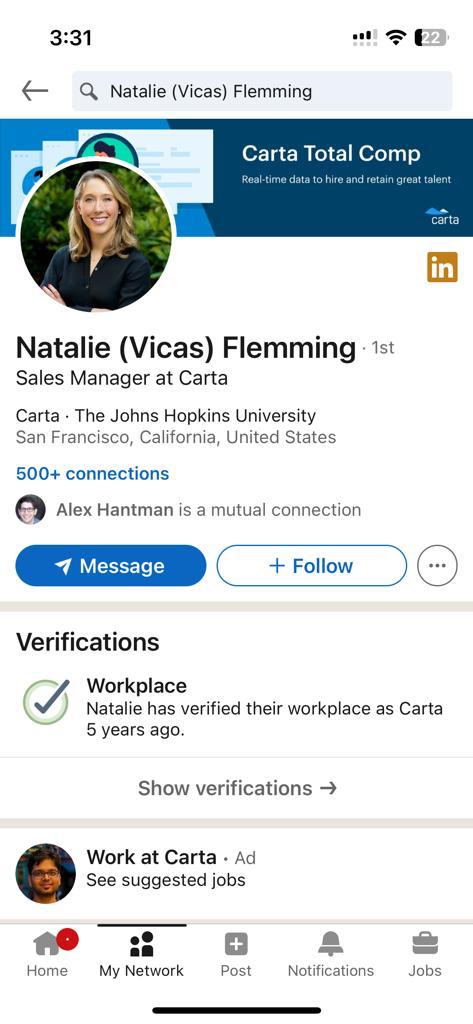 3:31
22
Natalie (Vicas) Flemming
Carta Total Comp
Real-time data to hire and retain great talent
carta
in
Natalie (Vicas) Flemming · 1st
Sales Manager at Carta
Carta · The Johns Hopkins University
San Francisco, California, United States
500+ connections
Alex Hantman is a mutual connection
Message
+ Follow
Verifications
Workplace
Natalie has verified their workplace as Carta
5 years ago.
Show verifications →
Work at Carta • Ad
See suggested jobs
Home
My Network
Post
Notifications
Jobs